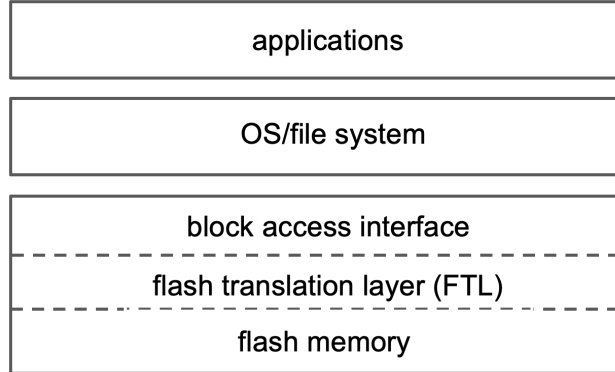 applications
OS/file system
block access interface
flash translation layer (FTL)
flash memory